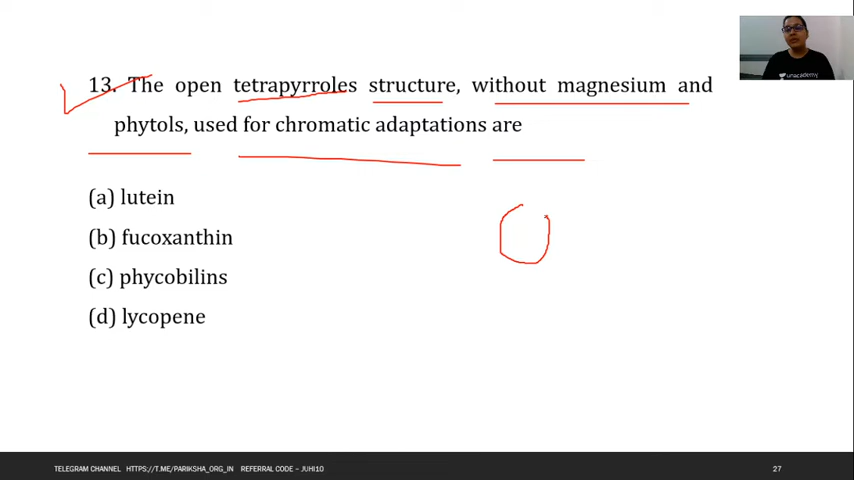 13. The open tetrapyrroles structure, without magnesium and
phytols, used for chromatic adaptations are
(a) lutein
(b) fucoxanthin
(c) phycobilins
(d) lycopene
unacademy
TELEGRAM CHANNEL HTTPS://T.ME/PARIKSHA_ORG_IN REFERRAL CODE – JUHI10
27